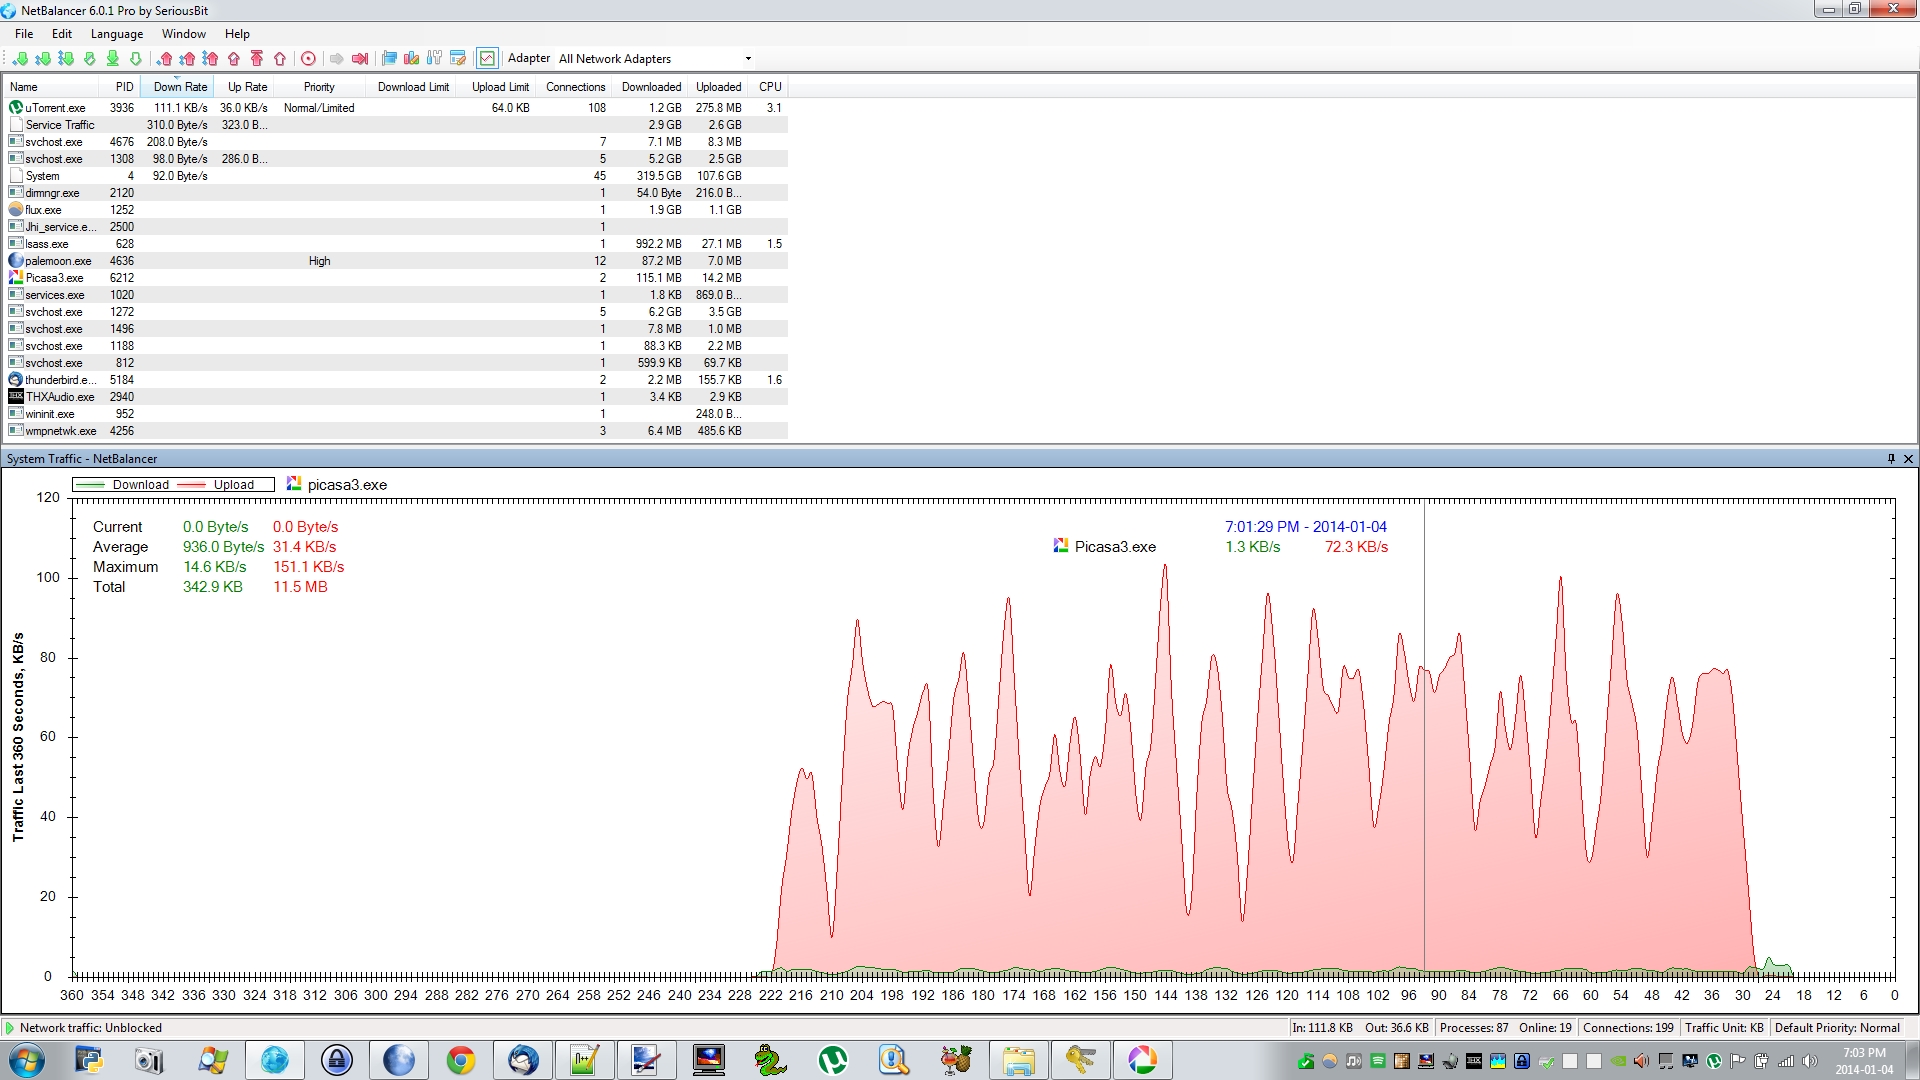 NetBalancer 6.0.1 Pro by SeriousBit
File Edit Language Window Help
Adapter All Network Adapters
Name PID Down Rate Up Rate Priority Download Limit Upload Limit Connections Downloaded Uploaded CPU
uTorrent.exe 3936 111.1 KB/s 36.0 KB/s Normal/Limited 64.0 KB 108 1.2 GB 275.8 MB 3.1
Service Traffic 310.0 Byte/s 323.0 B... 2.9 GB 2.6 GB
svchost.exe 4676 208.0 Byte/s 7 7.1 MB 8.3 MB
svchost.exe 1308 98.0 Byte/s 286.0 B... 5 5.2 GB 2.5 GB
System 4 92.0 Byte/s 45 319.5 GB 107.6 GB
dirmngr.exe 2120 1 54.0 Byte 216.0 B...
flux.exe 1252 1 1.9 GB 1.1 GB
Jhi_service.e... 2500 1
lsass.exe 628 1 992.2 MB 27.1 MB 1.5
palemoon.exe 4636 High 12 87.2 MB 7.0 MB
Picasa3.exe 6212 2 115.1 MB 14.2 MB
services.exe 1020 1 1.8 KB 869.0 B...
svchost.exe 1272 5 6.2 GB 3.5 GB
svchost.exe 1496 1 7.8 MB 1.0 MB
svchost.exe 1188 1 88.3 KB 2.2 MB
svchost.exe 812 1 599.9 KB 69.7 KB
thunderbird.e... 5184 2 2.2 MB 155.7 KB 1.6
THXAudio.exe 2940 1 3.4 KB 2.9 KB
wininit.exe 952 1 248.0 B...
wmpnetwk.exe 4256 3 6.4 MB 485.6 KB
System Traffic - NetBalancer
Download Upload picasa3.exe
120
Current 0.0 Byte/s 0.0 Byte/s 7:01:29 PM - 2014-01-04
Average 936.0 Byte/s 31.4 KB/s Picasa3.exe 1.3 KB/s 72.3 KB/s
Maximum 14.6 KB/s 151.1 KB/s
Total 342.9 KB 11.5 MB
100
80
60
40
20
0
Traffic Last 360 Seconds, KB/s
360 354 348 342 336 330 324 318 312 306 300 294 288 282 276 270 264 258 252 246 240 234 228 222 216 210 204 198 192 186 180 174 168 162 156 150 144 138 132 126 120 114 108 102 96 90 84 78 72 66 60 54 48 42 36 30 24 18 12 6 0
Network traffic: Unblocked In: 111.8 KB Out: 36.6 KB Processes: 87 Online: 19 Connections: 199 Traffic Unit: KB Default Priority: Normal
7:03 PM
2014-01-04